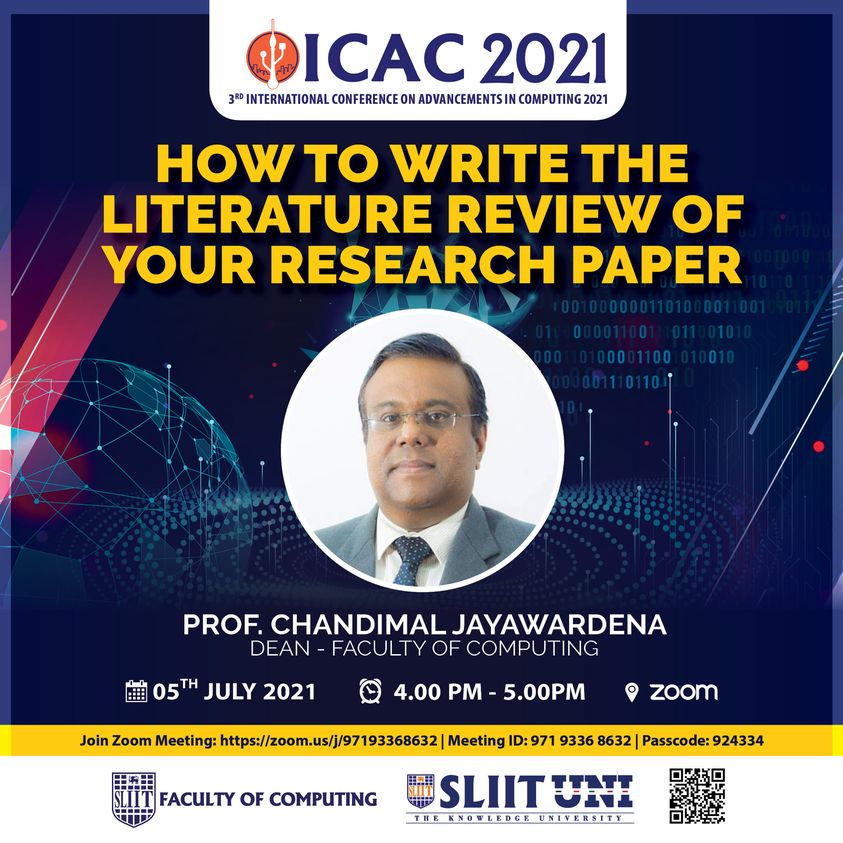 ICAC 2021
3RD INTERNATIONAL CONFERENCE ON ADVANCEMENTS IN COMPUTING 2021
HOW TO WRITE THE
LITERATURE REVIEW OF
YOUR RESEARCH PAPER
PROF. CHANDIMAL JAYAWARDENA
DEAN - FACULTY OF COMPUTING
05TH JULY 2021 4.00 PM - 5.00PM zoom
Join Zoom Meeting: https://zoom.us/j/97193368632 | Meeting ID: 971 9336 8632 | Passcode: 924334
SLIIT FACULTY OF COMPUTING
SLIIT SLIIT UNI
THE KNOWLEDGE UNIVERSITY